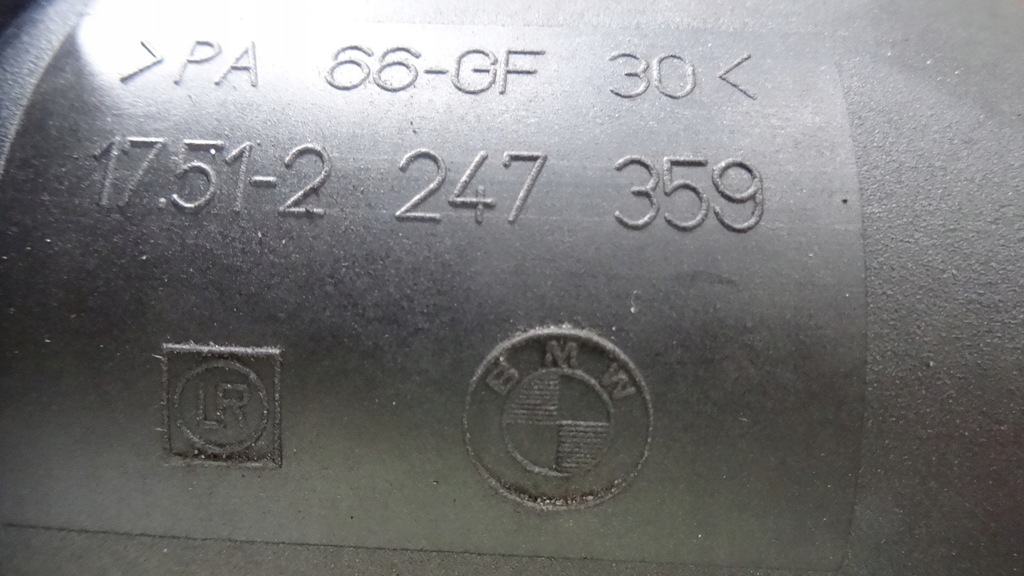 >PA 66-GF 30<
17.51-2 247 359
LR
BMW